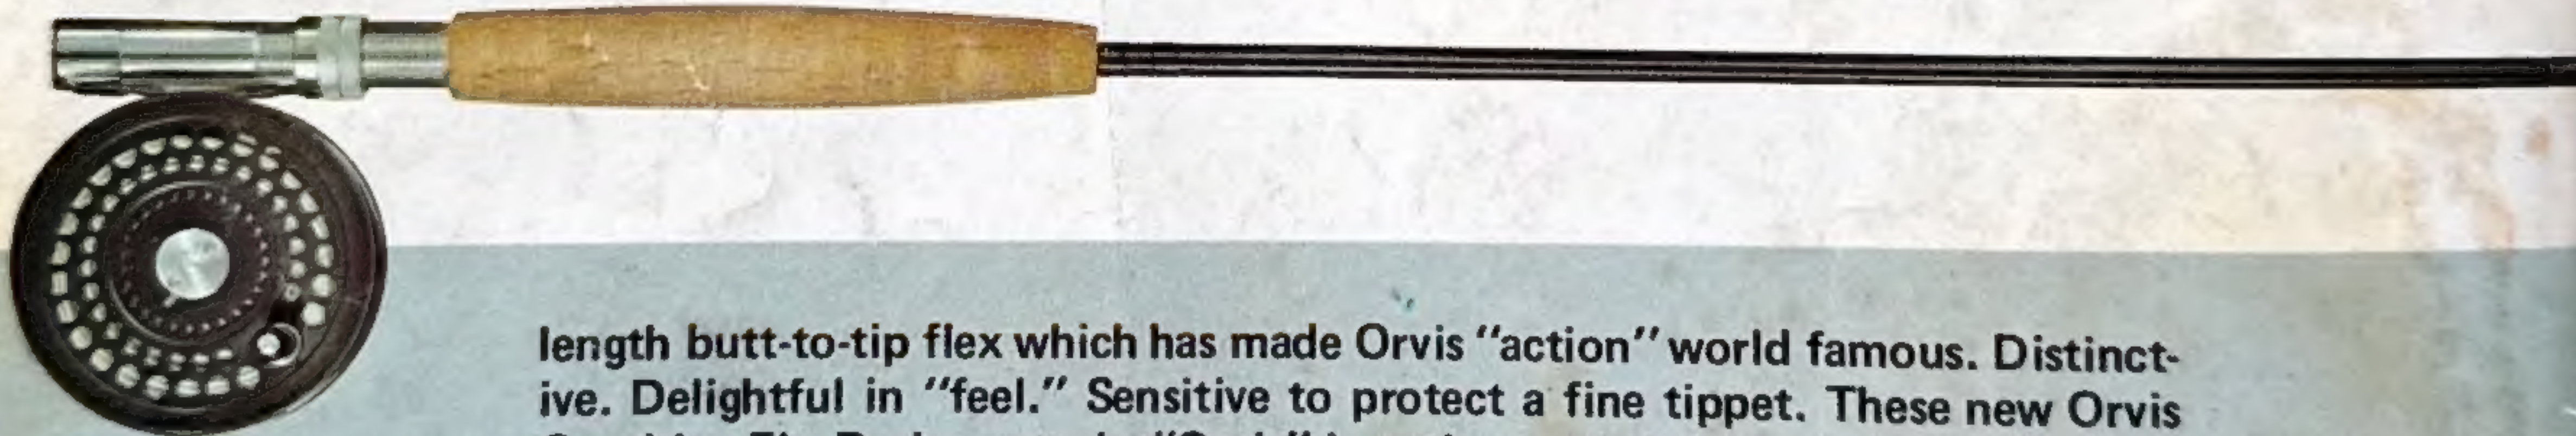 length butt-to-tip flex which has made Orvis "action" world famous. Distinct-
ive. Delightful in "feel." Sensitive to protect a fine tippet. These new Orvis